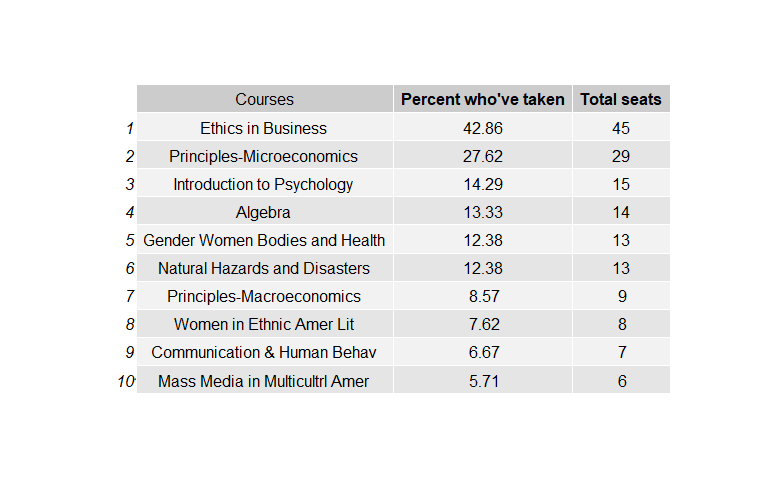 Courses Percent who've taken Total seats
1 Ethics in Business 42.86 45
2 Principles-Microeconomics 27.62 29
3 Introduction to Psychology 14.29 15
4 Algebra 13.33 14
5 Gender Women Bodies and Health 12.38 13
6 Natural Hazards and Disasters 12.38 13
7 Principles-Macroeconomics 8.57 9
8 Women in Ethnic Amer Lit 7.62 8
9 Communication & Human Behav 6.67 7
10 Mass Media in Multicultrl Amer 5.71 6